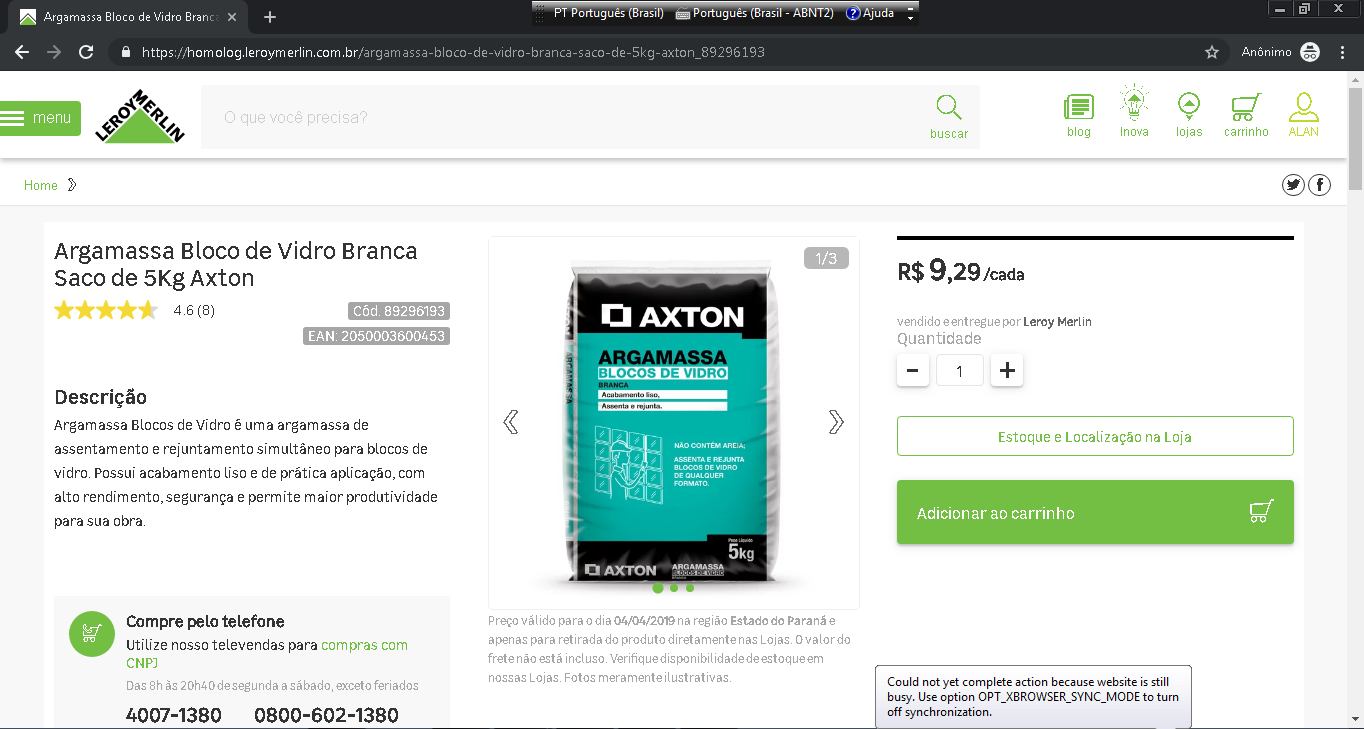 Argamassa Bloco de Vidro Branca
PT Português (Brasil)
Português (Brasil - ABNT2)
Ajuda
https://homolog.leroymerlin.com.br/argamassa-bloco-de-vidro-branca-saco-de-5kg-axton_89296193
Anônimo
menu
LEROY MERLIN
O que você precisa?
buscar
blog
Inova
lojas
carrinho
ALAN
Home
Argamassa Bloco de Vidro Branca
Saco de 5Kg Axton
4.6 (8)
Cód. 89296193
EAN: 2050003600453
Descrição
Argamassa Blocos de Vidro é uma argamassa de
assentamento e rejuntamento simultâneo para blocos de
vidro. Possui acabamento liso e de prática aplicação, com
alto rendimento, segurança e permite maior produtividade
para sua obra.
Compre pelo telefone
Utilize nosso televendas para compras com
CNPJ
Das 8h às 20h40 de segunda a sábado, exceto feriados
4007-1380
0800-602-1380
1/3
AXTON
ARGAMASSA
BLOCOS DE VIDRO
BRANCA
Acabamento liso,
Assenta e rejunta.
NÃO CONTÉM AREIA;
ASSENTA E REJUNTA
BLOCOS DE VIDRO
DE QUALQUER
FORMATO.
Peso Líquido
5kg
AXTON
ARGAMASSA
BLOCOS DE VIDRO
BRANCA
Preço válido para o dia 04/04/2019 na região Estado do Paraná e
apenas para retirada do produto diretamente nas Lojas. O valor do
frete não está incluso. Verifique disponibilidade de estoque em
nossas Lojas. Fotos meramente ilustrativas.
R$ 9,29 /cada
vendido e entregue por Leroy Merlin
Quantidade
1
Estoque e Localização na Loja
Adicionar ao carrinho
Could not yet complete action because website is still
busy. Use option OPT_XBROWSER_SYNC_MODE to turn
off synchronization.